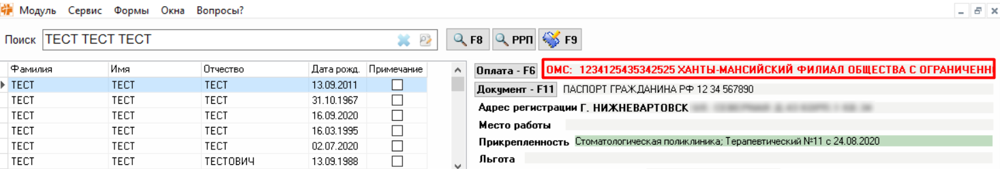 Модуль Сервис Формы Окна Вопросы?
Поиск ТЕСТ ТЕСТ ТЕСТ F8 РРП F9
Фамилия Имя Отчество Дата рожд. Примечание
ТЕСТ ТЕСТ ТЕСТ 13.09.2011
ТЕСТ ТЕСТ ТЕСТ 31.10.1967
ТЕСТ ТЕСТ ТЕСТ 16.09.2020
ТЕСТ ТЕСТ ТЕСТ 16.03.1995
ТЕСТ ТЕСТ ТЕСТ 02.07.2020
ТЕСТ ТЕСТ ТЕСТОВИЧ 13.09.1988
Оплата - F6 ОМС: 1234125435342525 ХАНТЫ-МАНСИЙСКИЙ ФИЛИАЛ ОБЩЕСТВА С ОГРАНИЧЕНН
Документ - F11 ПАСПОРТ ГРАЖДАНИНА РФ 12 34 567890
Адрес регистрации Г. НИЖНЕВАРТОВСК
Место работы
Прикрепленность Стоматологическая поликлиника; Терапевтический №11 с 24.08.2020
Льгота